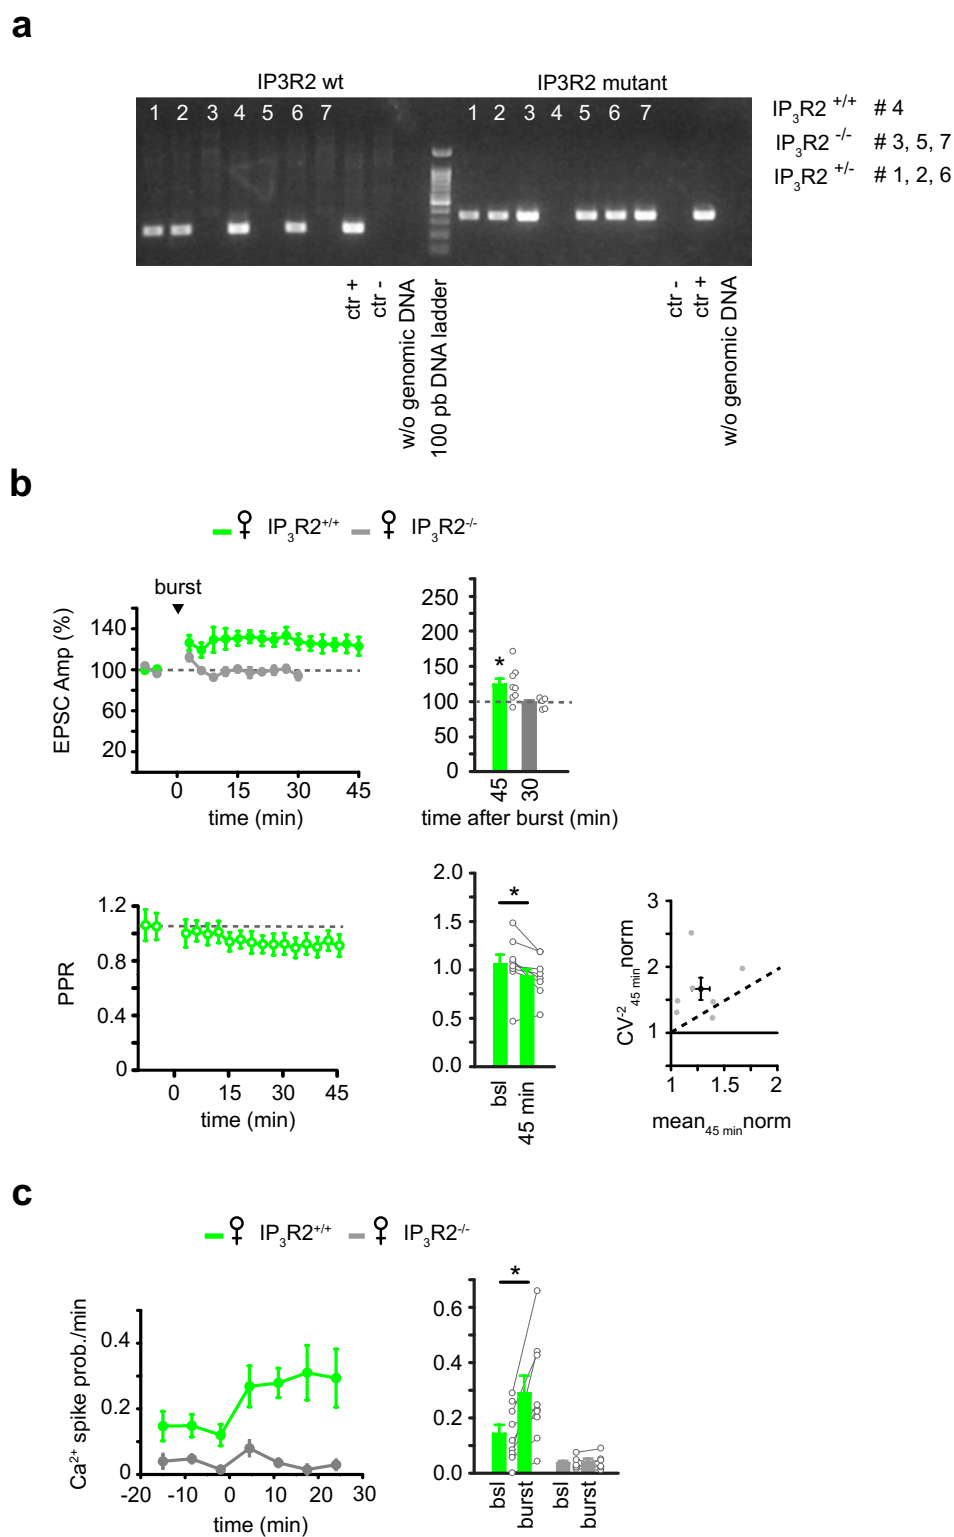 a
IP3R2 wt
IP3R2 mutant
1 2 3 4 5 6 7
1 2 3 4 5 6 7
IP3R2 +/+ # 4
IP3R2 -/- # 3, 5, 7
IP3R2 +/- # 1, 2, 6
ctr +
ctr -
w/o genomic DNA
100 pb DNA ladder
ctr -
ctr +
w/o genomic DNA
b
♀ IP3R2+/+ ♀ IP3R2-/-
burst
EPSC Amp (%)
140
100
60
20
0 15 30 45
time (min)
250
200
150
100
50
0
*
45 30
time after burst (min)
PPR
1.2
0.8
0.4
0
0 15 30 45
time (min)
2.0
1.5
1.0
0.5
0.0
*
bsl
45 min
CV-2 45 min norm
3
2
1
1 1.5 2
mean45 min norm
c
♀ IP3R2+/+ ♀ IP3R2-/-
Ca2+ spike prob./min
0.4
0.2
0
-20 -10 0 10 20 30
time (min)
*
0.6
0.4
0.2
0.0
bsl
burst
bsl
burst